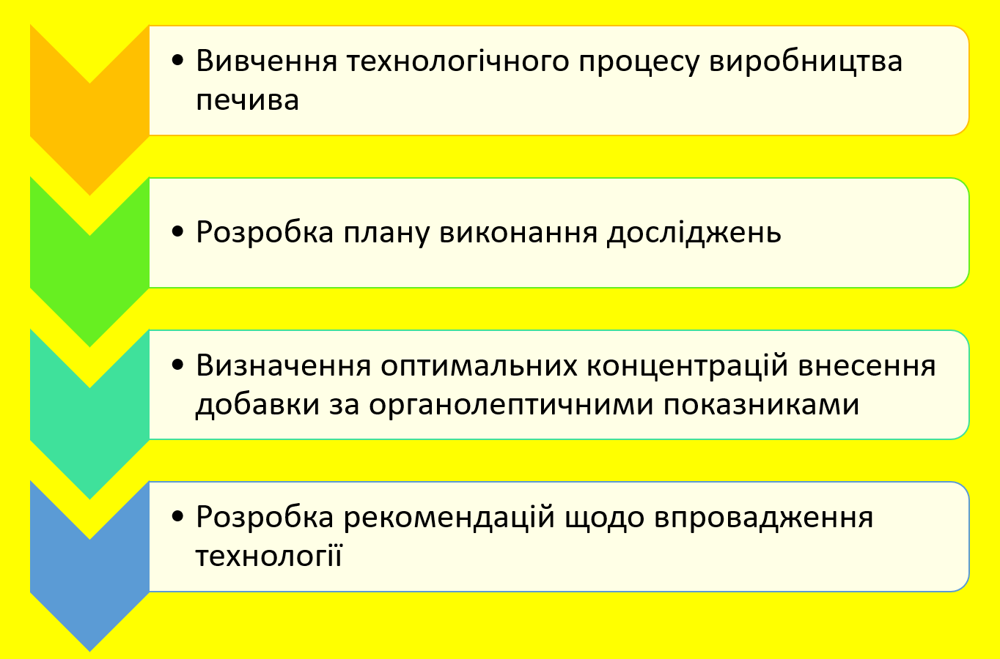 • Вивчення технологічного процесу виробництва
печива
• Розробка плану виконання досліджень
• Визначення оптимальних концентрацій внесення
добавки за органолептичними показниками
• Розробка рекомендацій щодо впровадження
технології